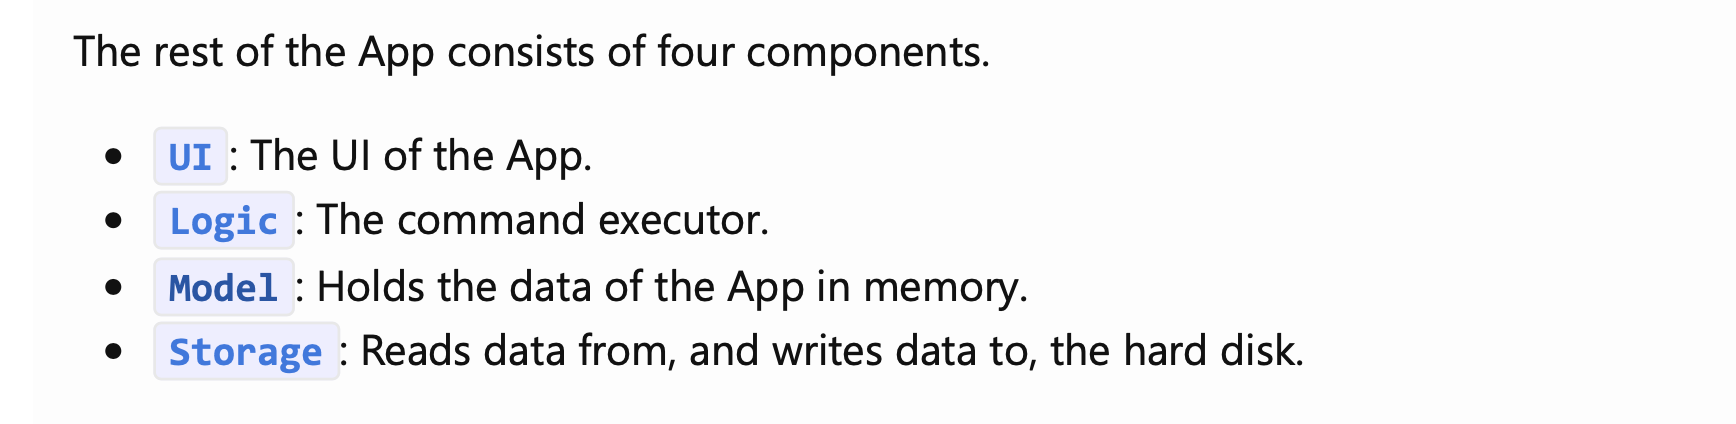 The rest of the App consists of four components.
• UI: The UI of the App.
• Logic: The command executor.
• Model: Holds the data of the App in memory.
• Storage: Reads data from, and writes data to, the hard disk.